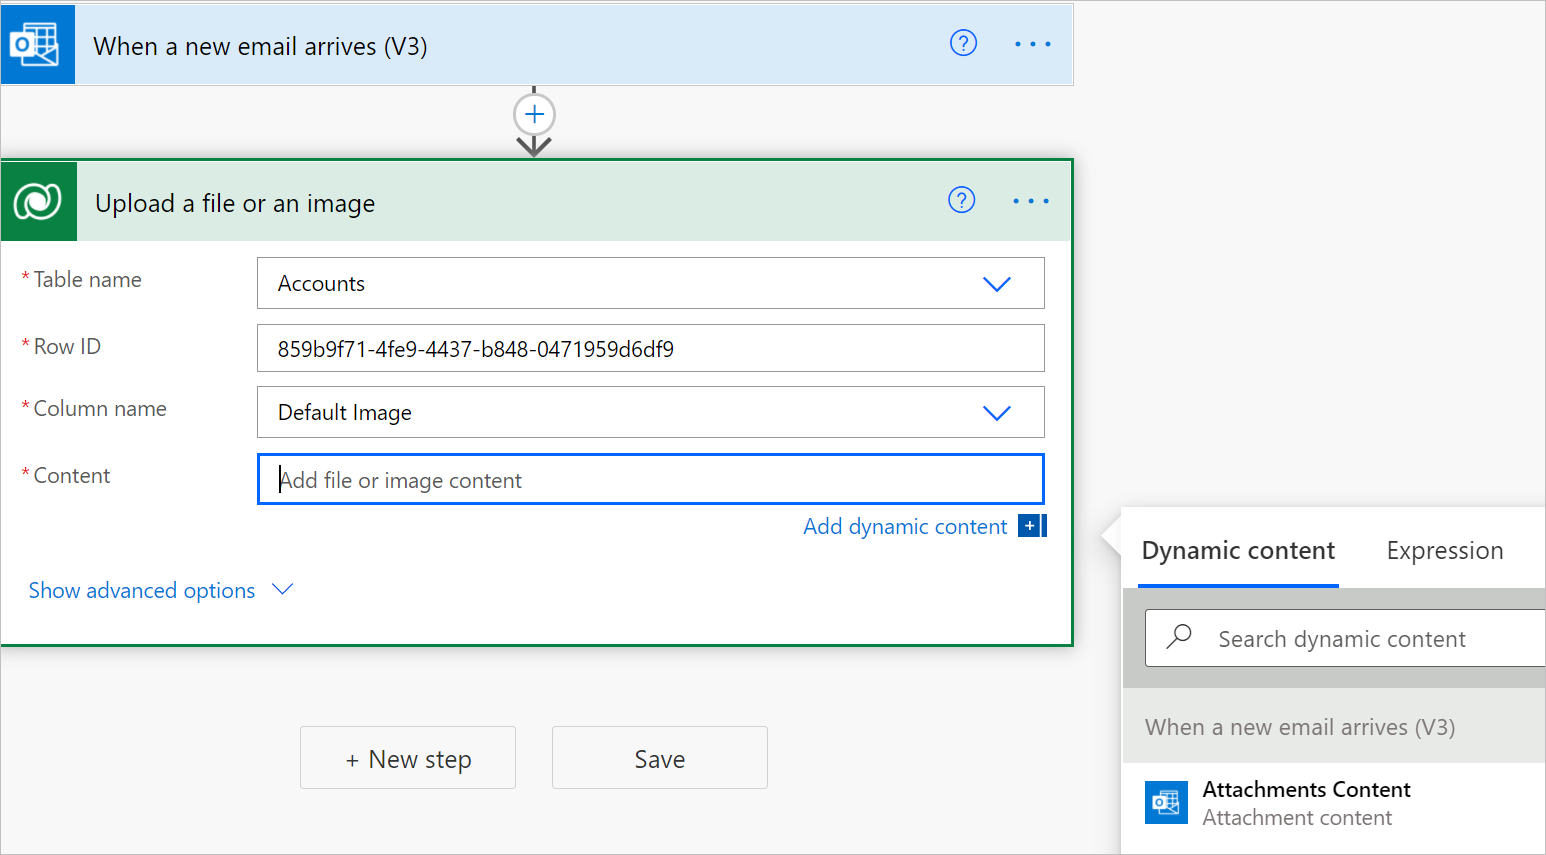 When a new email arrives (V3)
Upload a file or an image
* Table name
Accounts
* Row ID
859b9f71-4fe9-4437-b848-0471959d6df9
* Column name
Default Image
* Content
Add file or image content
Add dynamic content
Show advanced options
+ New step
Save
Dynamic content
Expression
Search dynamic content
When a new email arrives (V3)
Attachments Content
Attachment content